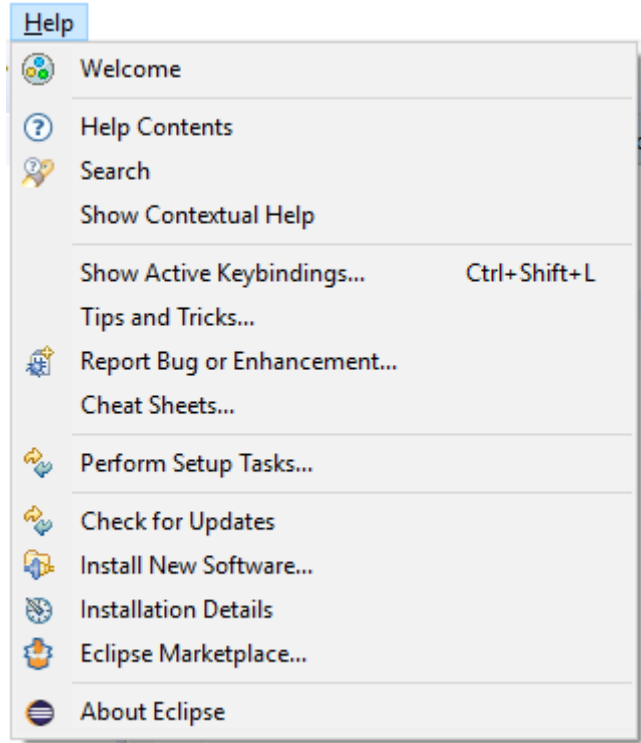 Help
Welcome
Help Contents
Search
Show Contextual Help
Show Active Keybindings... Ctrl+Shift+L
Tips and Tricks...
Report Bug or Enhancement...
Cheat Sheets...
Perform Setup Tasks...
Check for Updates
Install New Software...
Installation Details
Eclipse Marketplace...
About Eclipse